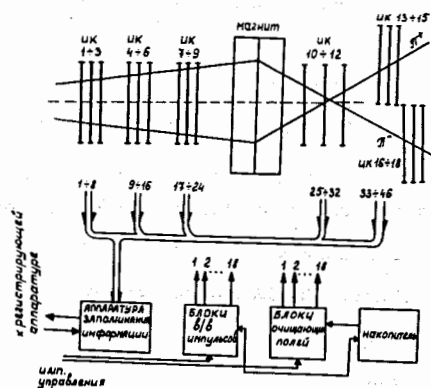 ИК
1÷3
ИК
4÷6
ИК
7÷9
МАГНИТ
ИК
10÷12
ИК 13÷15
π⁺
π⁻
ИК 16÷18
1÷8
9÷16
17÷24
25÷32
33÷46
1 2 ... 18
1 2 ... 18
к регистрирующей
аппаратуре
АППАРАТУРА
ЗАПОМИНАНИЯ
ИНФОРМАЦИИ
БЛОКИ
В/В
ИМПУЛЬСОВ
БЛОКИ
ОЧИЩАЮЩИХ
ПОЛЕЙ
НАКОПИТЕЛЬ
ИМП.
УПРАВЛЕНИЯ